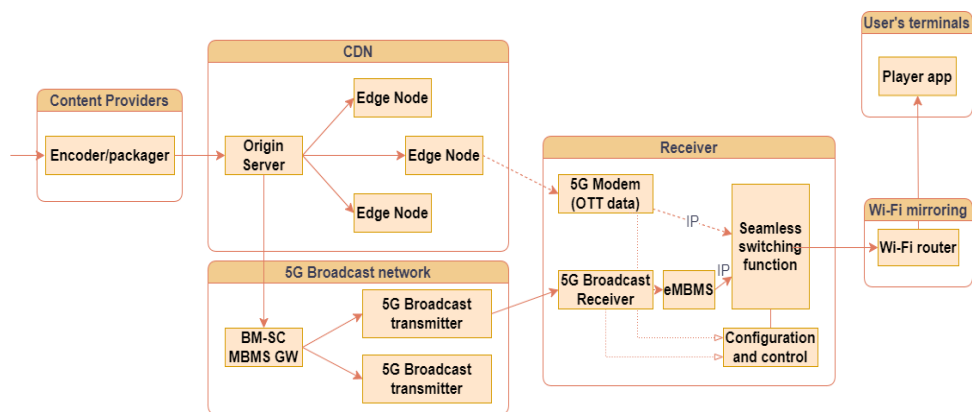 User's terminals
Player app
CDN
Edge Node
Content Providers
Encoder/packager
Origin
Server
Edge Node
Edge Node
Receiver
5G Modem
(OTT data)
IP
Seamless
switching
function
Wi-Fi mirroring
Wi-Fi router
5G Broadcast network
5G Broadcast
transmitter
5G Broadcast
Receiver
eMBMS
IP
BM-SC
MBMS GW
5G Broadcast
transmitter
Configuration
and control